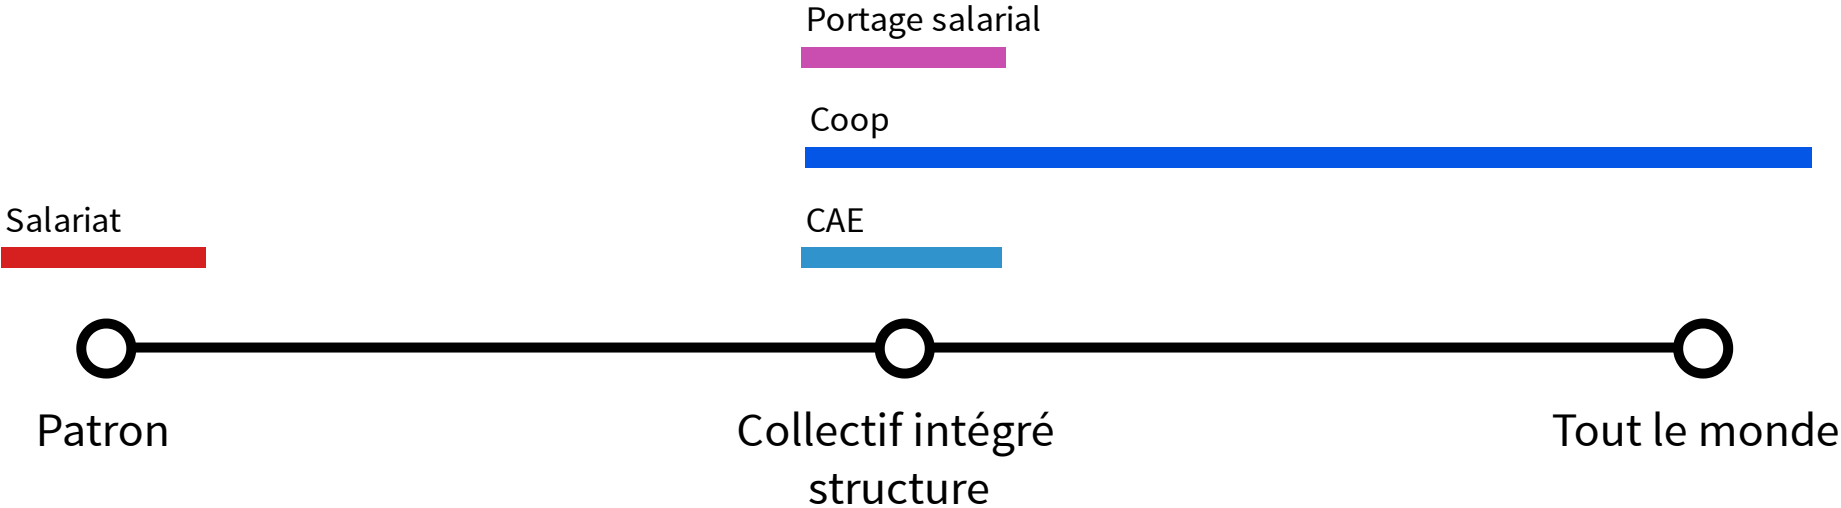 Portage salarial
Coop
Salariat
CAE
Patron
Collectif intégré
structure
Tout le monde